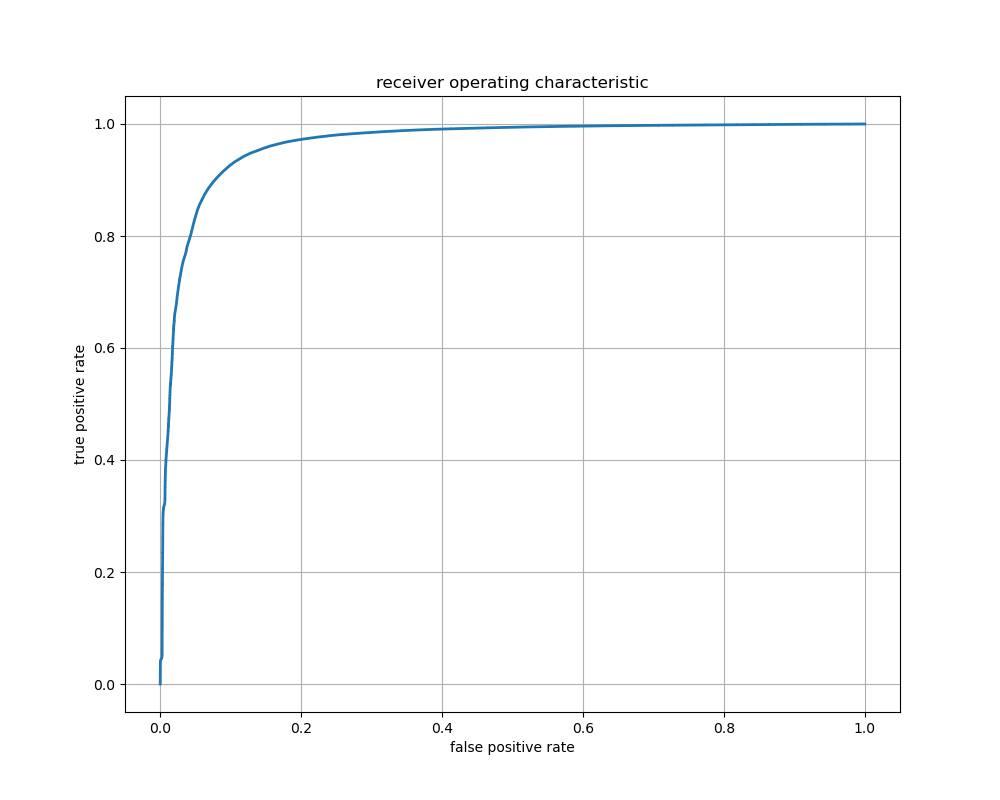 receiver operating characteristic
1.0
0.8
0.6
0.4
0.2
0.0
true positive rate
0.0 0.2 0.4 0.6 0.8 1.0
false positive rate